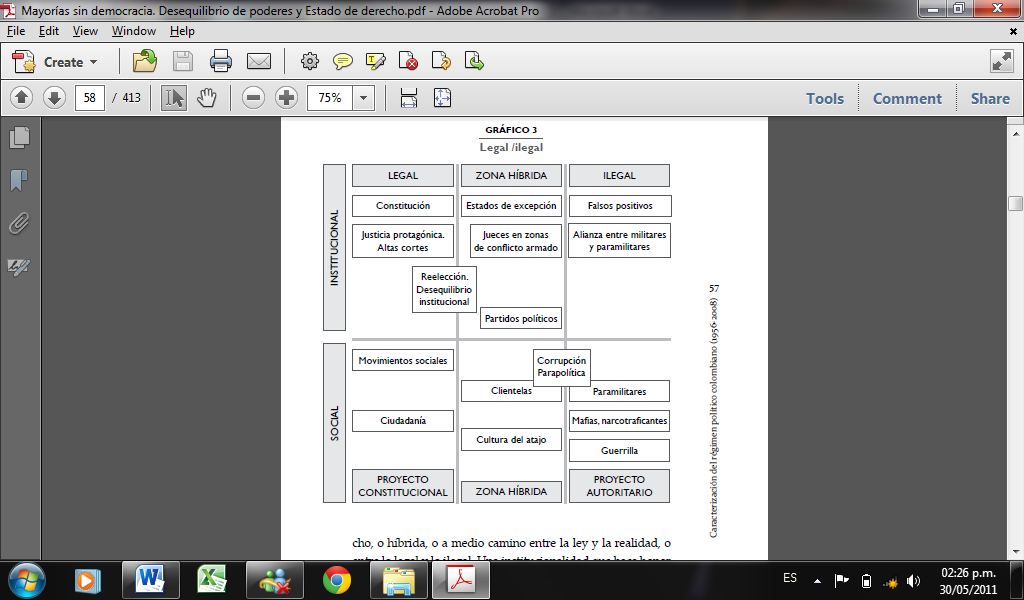 Mayorías sin democracia. Desequilibrio de poderes y Estado de derecho.pdf - Adobe Acrobat Pro
File Edit View Window Help
Create
58 / 413
75%
Tools Comment Share
GRÁFICO 3
Legal /ilegal
LEGAL
ZONA HÍBRIDA
ILEGAL
INSTITUCIONAL
Constitución
Estados de excepción
Falsos positivos
Justicia protagónica.
Altas cortes
Jueces en zonas
de conflicto armado
Alianza entre militares
y paramilitares
Reelección.
Desequilibrio
institucional
Partidos políticos
SOCIAL
Movimientos sociales
Corrupción
Parapolítica
Clientelas
Paramilitares
Ciudadanía
Mafias, narcotraficantes
Cultura del atajo
Guerrilla
PROYECTO
CONSTITUCIONAL
ZONA HÍBRIDA
PROYECTO
AUTORITARIO
57
Caracterización del régimen político colombiano (1956-2008)
cho, o híbrida, o a medio camino entre la ley y la realidad, o
ES
02:26 p.m.
30/05/2011